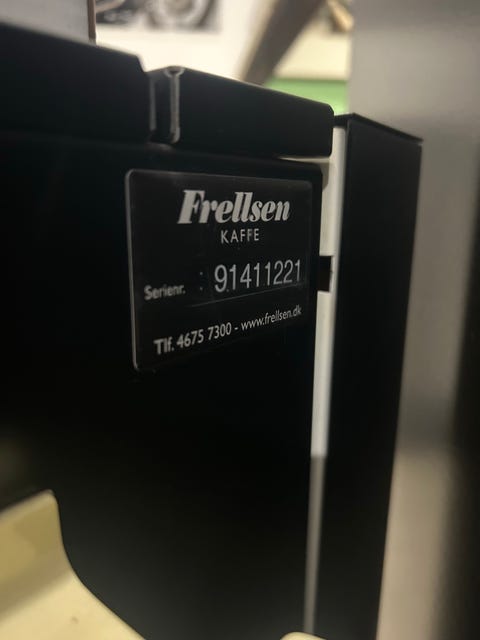 Frellsen
KAFFE
Serienr. : 91411221
Tlf. 4675 7300 - www.frellsen.dk